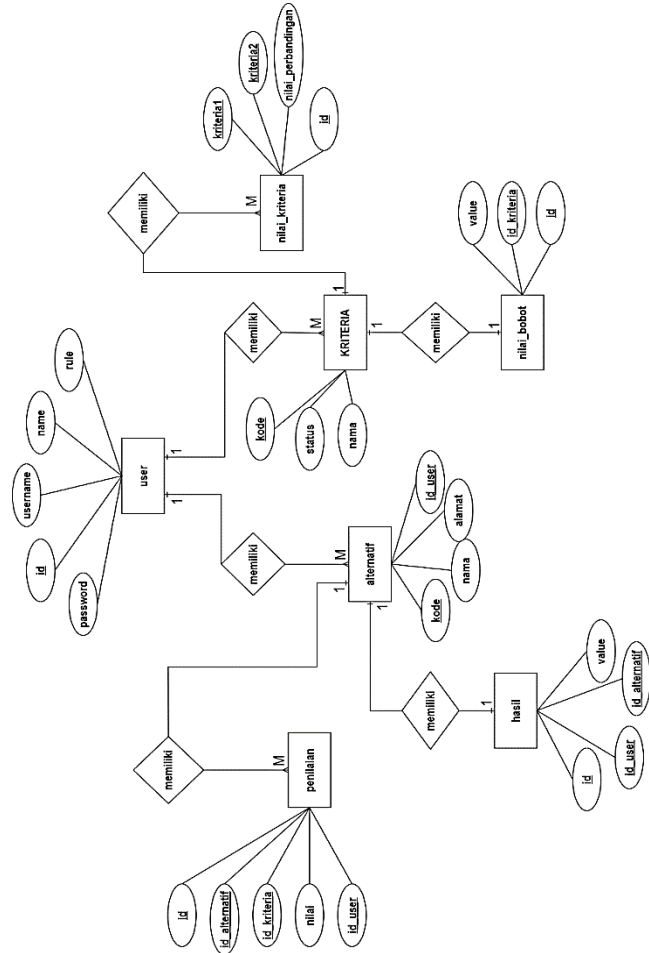 username
id
name
password
rule
user
1
1
memiliki
memiliki
memiliki
memiliki
id
id_alternatif
id_kriteria
nilai
id_user
penilaian
M
kode
status
nama
KRITERIA
M
1
1
kriteria1
kriteria2
nilai_perbandingan
id
nilai_kriteria
M
alternatif
M
1
1
kode
nama
alamat
id_user
memiliki
memiliki
1
hasil
id
id_user
id_alternatif
value
1
nilai_bobot
value
id_kriteria
id